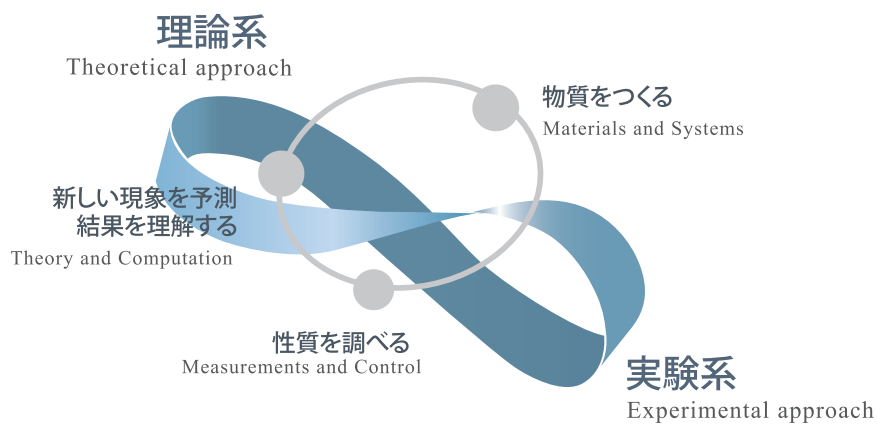 理論系
Theoretical approach
物質をつくる
Materials and Systems
新しい現象を予測
結果を理解する
Theory and Computation
性質を調べる
Measurements and Control
実験系
Experimental approach